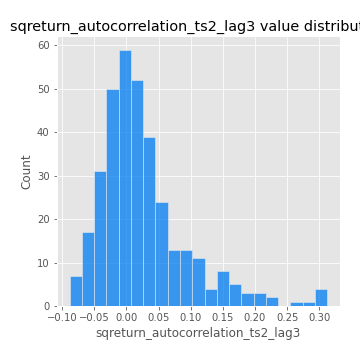 sqreturn_autocorrelation_ts2_lag3 value distribut
60
50
40
30
20
10
0
Count
−0.10 −0.05 0.00 0.05 0.10 0.15 0.20 0.25 0.30
sqreturn_autocorrelation_ts2_lag3